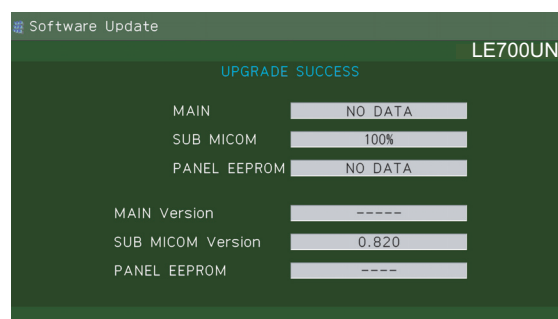 Software Update
LE700UN
UPGRADE SUCCESS
MAIN NO DATA
SUB MICOM 100%
PANEL EEPROM NO DATA
MAIN Version -----
SUB MICOM Version 0.820
PANEL EEPROM ----